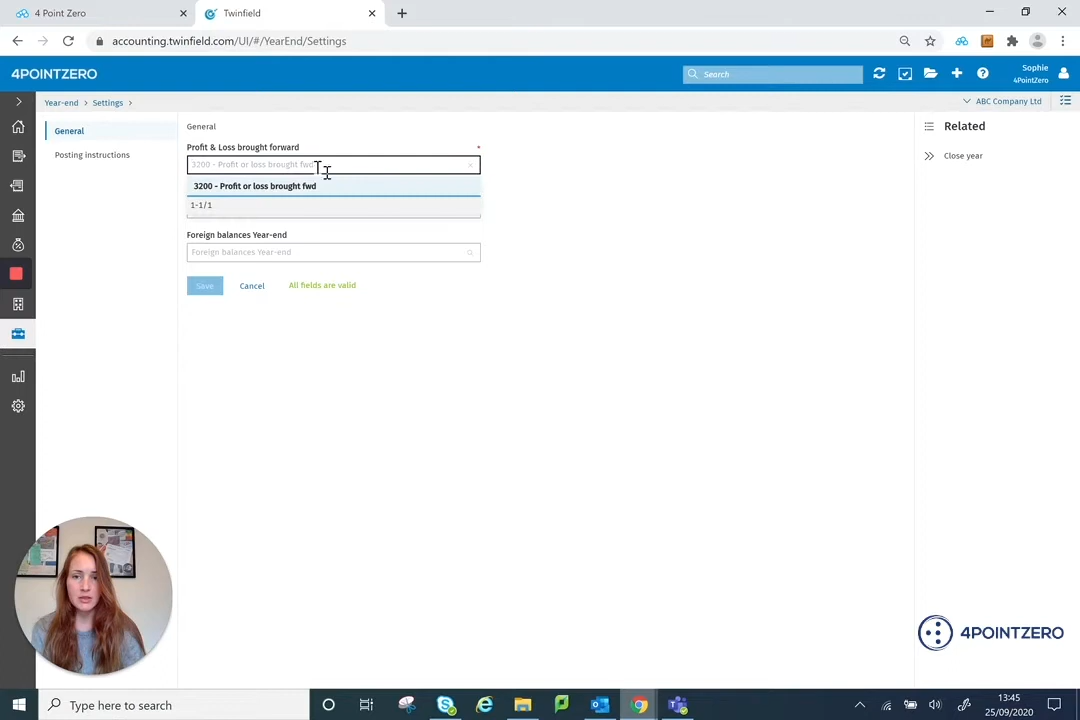 4 Point Zero
Twinfield
accounting.twinfield.com/UI/#/YearEnd/Settings
4POINTZERO
Search
Sophie
4PointZero
Year-end > Settings >
ABC Company Ltd
General
Posting instructions
General
Profit & Loss brought forward *
3200 - Profit or loss brought fwd
3200 - Profit or loss brought fwd
1-1/1
Foreign balances Year-end
Foreign balances Year-end
Save
Cancel
All fields are valid
Related
Close year
4POINTZERO
Type here to search
13:45
25/09/2020